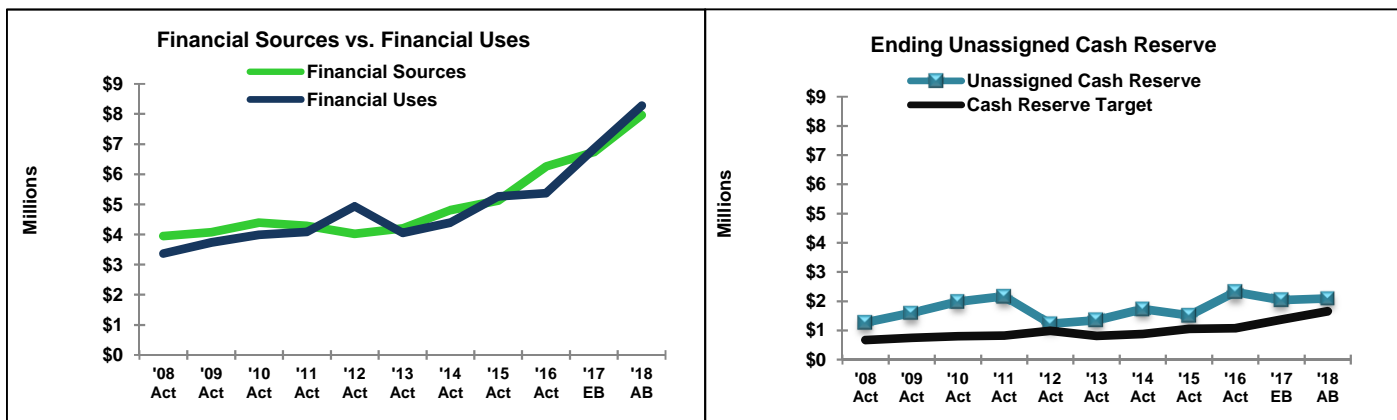 Financial Sources vs. Financial Uses
Financial Sources
Financial Uses
Millions
$9
$8
$7
$6
$5
$4
$3
$2
$1
$0
'08 '09 '10 '11 '12 '13 '14 '15 '16 '17 '18
Act Act Act Act Act Act Act Act Act EB AB
Ending Unassigned Cash Reserve
Unassigned Cash Reserve
Cash Reserve Target
Millions
$9
$8
$7
$6
$5
$4
$3
$2
$1
$0
'08 '09 '10 '11 '12 '13 '14 '15 '16 '17 '18
Act Act Act Act Act Act Act Act Act EB AB